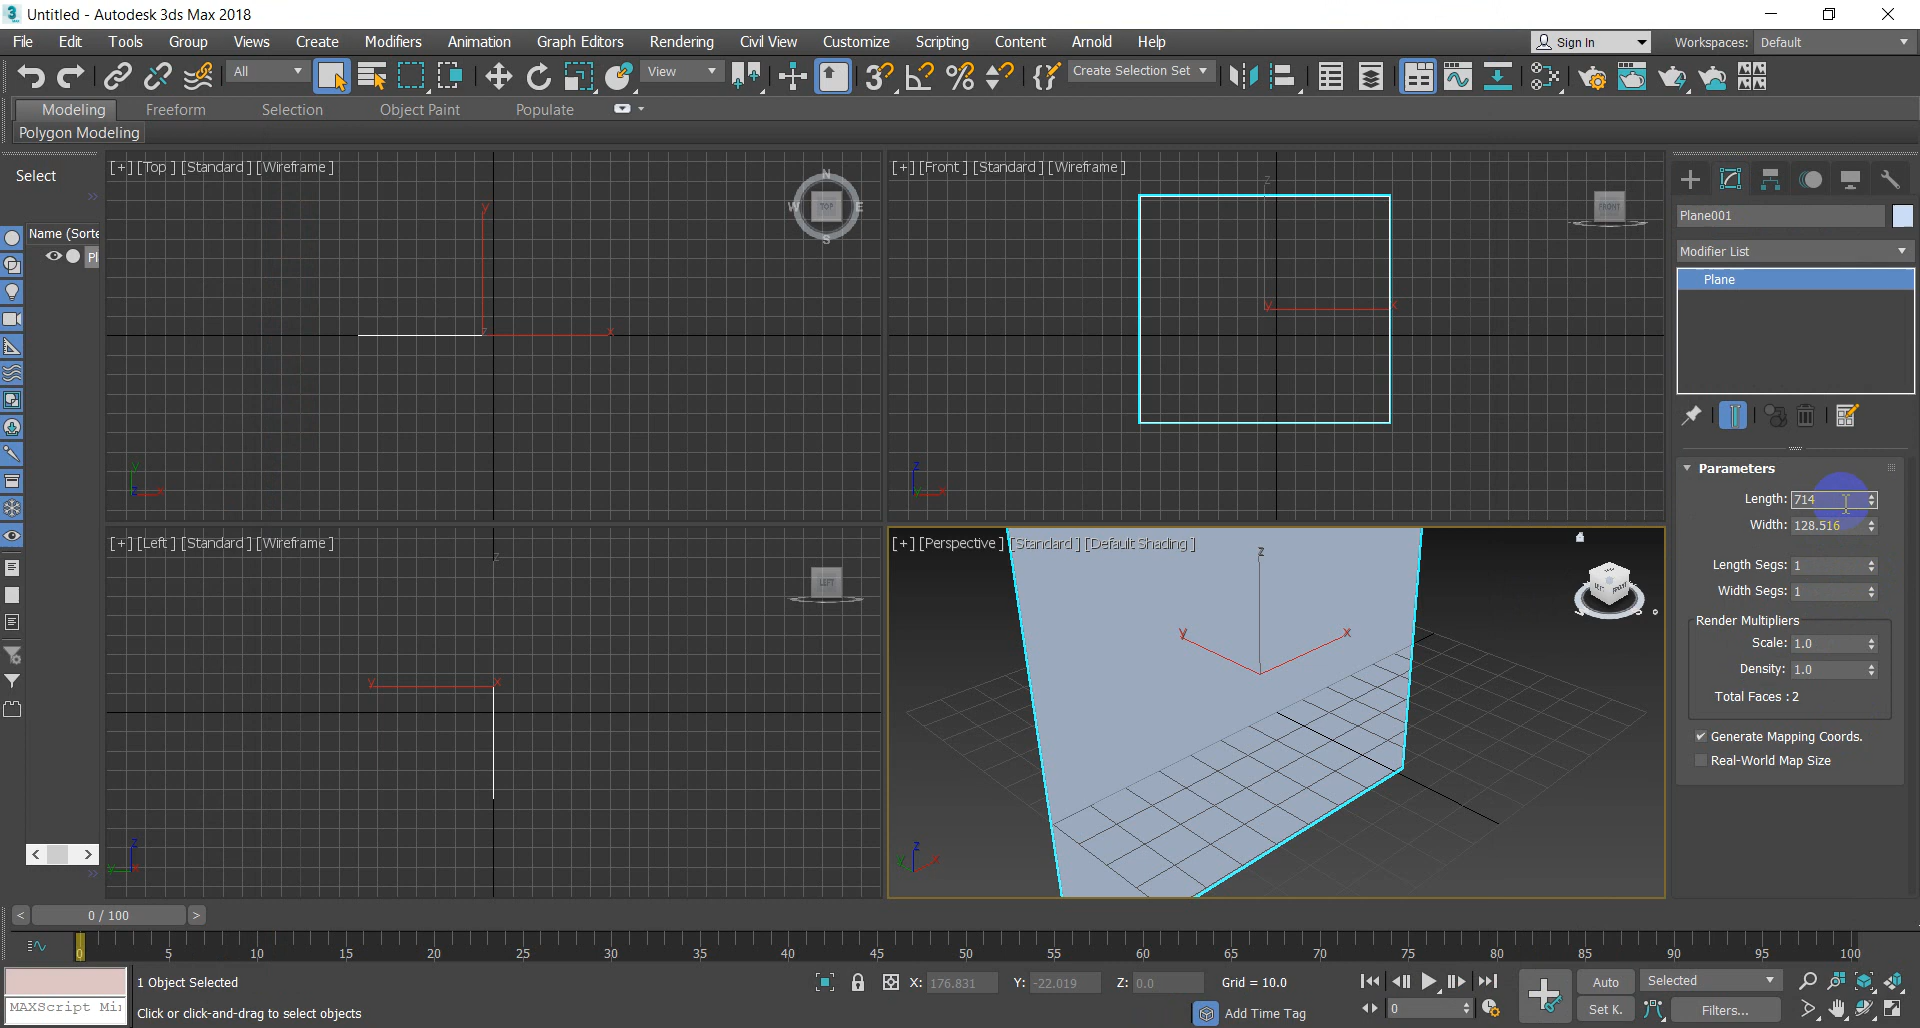 Untitled - Autodesk 3ds Max 2018
File Edit Tools Group Views Create Modifiers Animation Graph Editors Rendering Civil View Customize Scripting Content Arnold Help
Sign In Workspaces: Default
All View Create Selection Set
Modeling Freeform Selection Object Paint Populate
Polygon Modeling
Select
Name (Sorte
Pl
[+] [Top ] [Standard ] [Wireframe ]
N
W TOP E
S
y
z x
y
z x
[+] [Front ] [Standard ] [Wireframe ]
FRONT
z
y x
z
y x
[+] [Left ] [Standard ] [Wireframe ]
LEFT
z
y x
z
y x
[+] [Perspective ] [Standard ] [Default Shading ]
z
y x
z
y x
Plane001
Modifier List
Plane
Parameters
Length: 714
Width: 128.516
Length Segs: 1
Width Segs: 1
Render Multipliers
Scale: 1.0
Density: 1.0
Total Faces : 2
Generate Mapping Coords.
Real-World Map Size
< >
< 0 / 100 >
0 5 10 15 20 25 30 35 40 45 50 55 60 65 70 75 80 85 90 95 100
1 Object Selected
X: 176.831 Y: -22.019 Z: 0.0 Grid = 10.0
Auto Selected
MAXScript Mi
Click or click-and-drag to select objects
Add Time Tag
0
Set K. Filters...